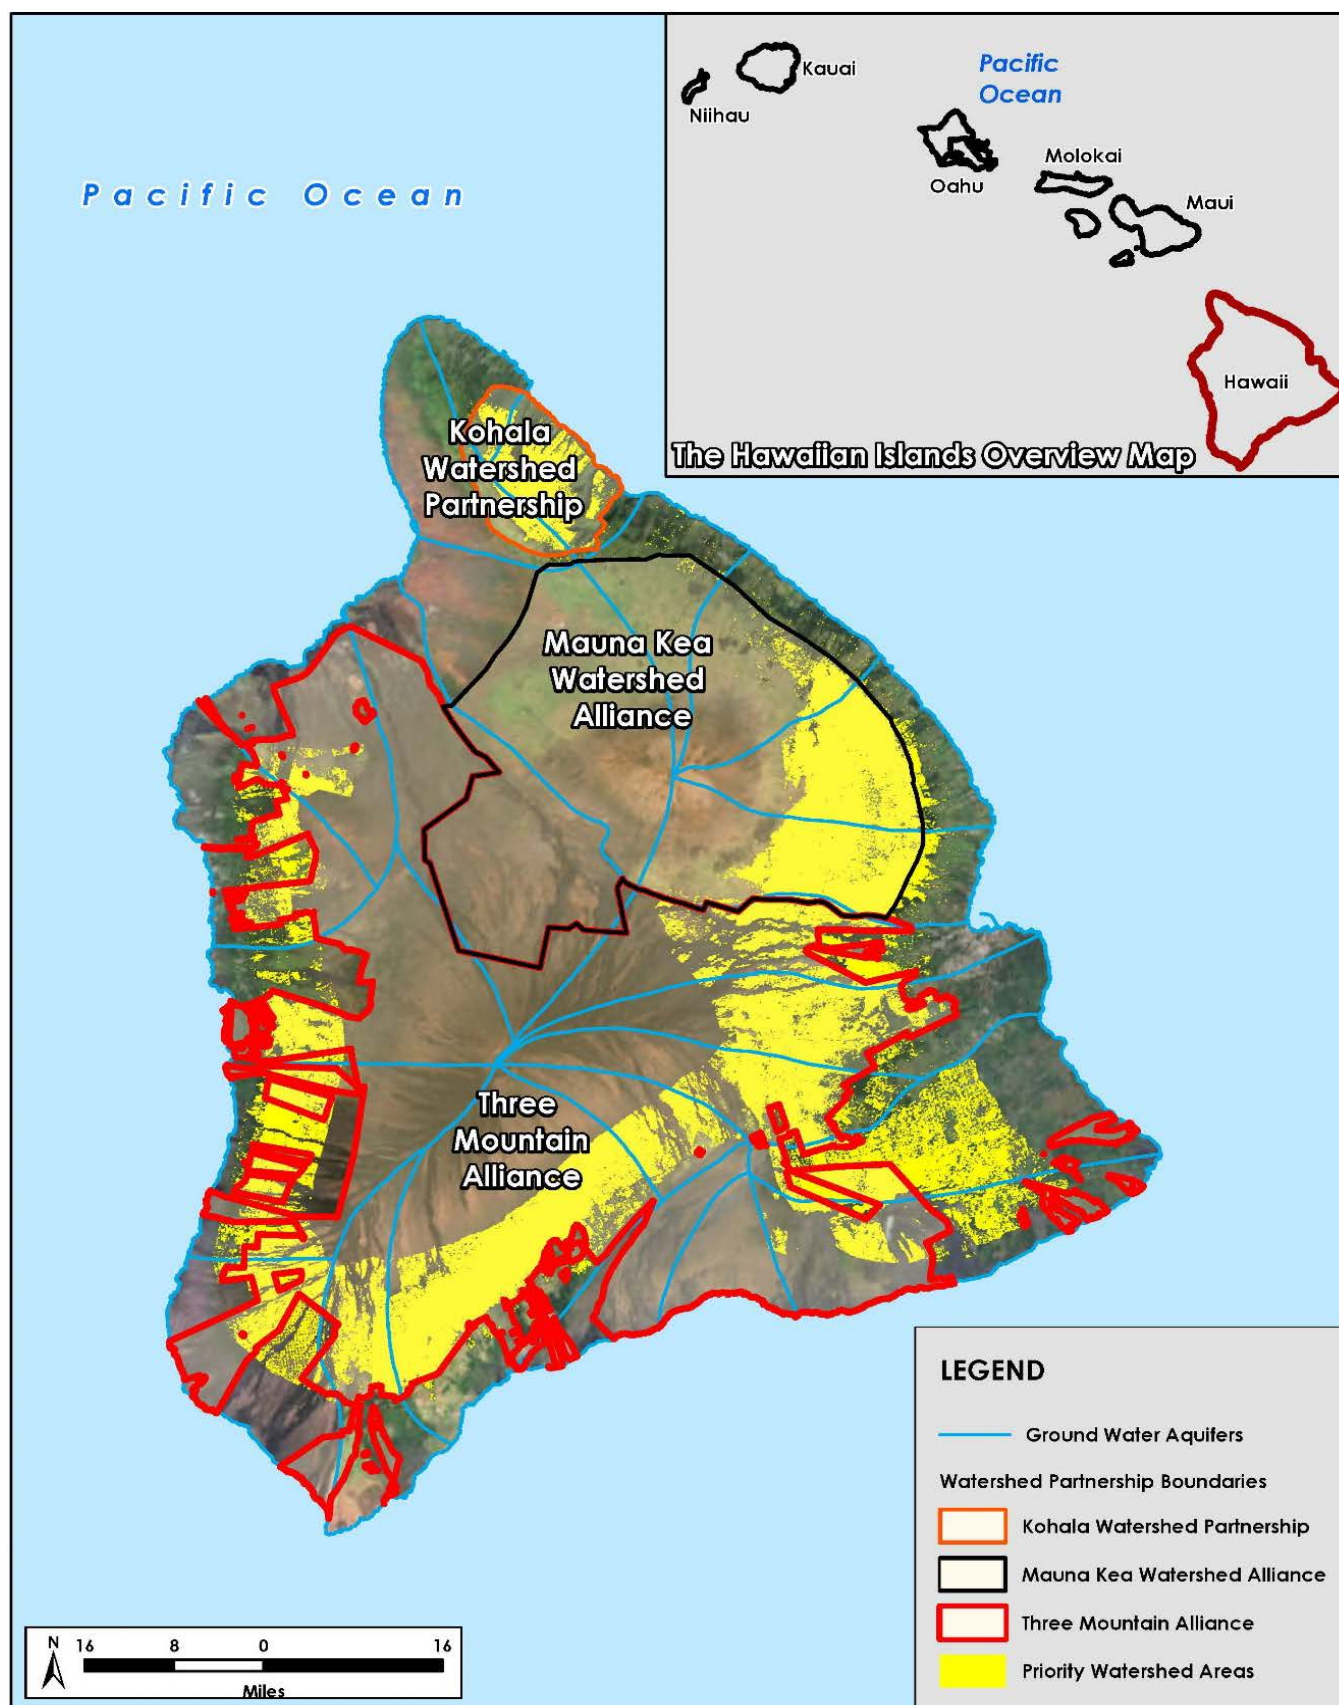 Pacific Ocean
Kauai
Niihau
Pacific
Ocean
Oahu
Molokai
Maui
Hawaii
The Hawaiian Islands Overview Map
Kohala
Watershed
Partnership
Mauna Kea
Watershed
Alliance
Three
Mountain
Alliance
LEGEND
Ground Water Aquifers
Watershed Partnership Boundaries
Kohala Watershed Partnership
Mauna Kea Watershed Alliance
Three Mountain Alliance
Priority Watershed Areas
N
16 8 0 16
Miles